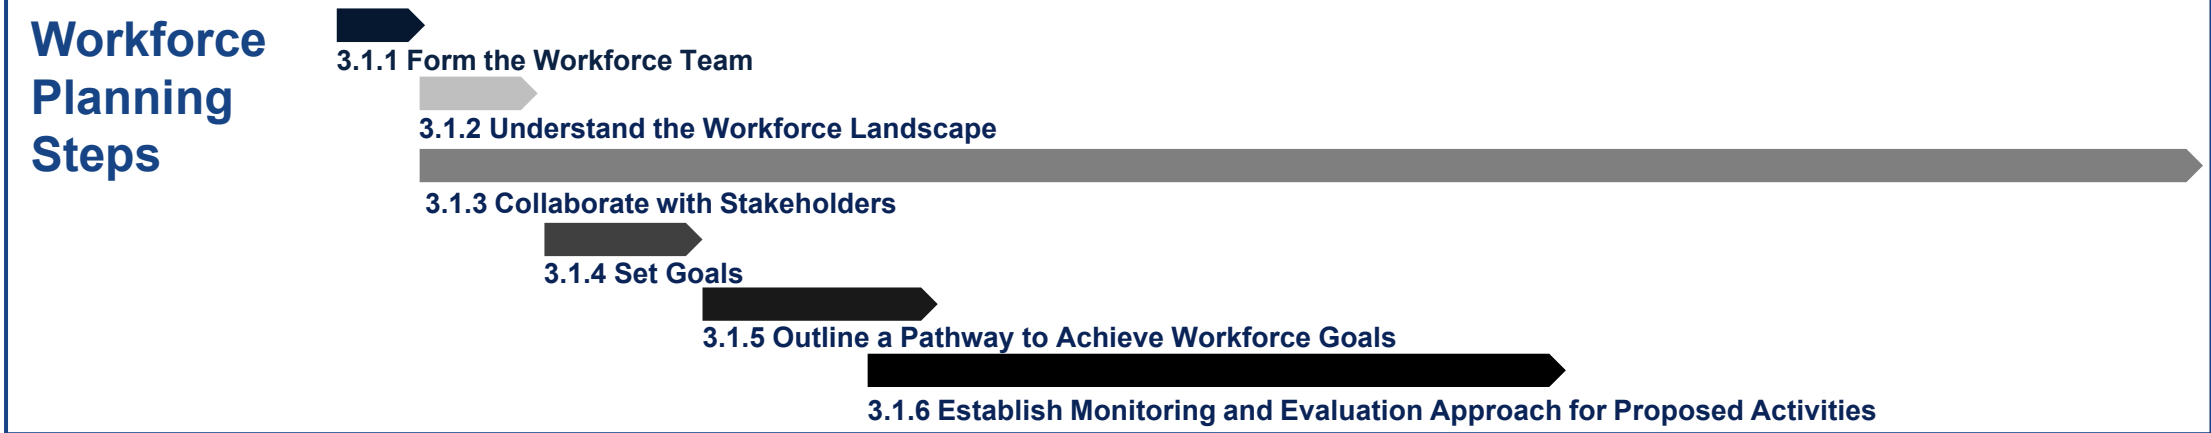 Workforce
Planning
Steps
3.1.1 Form the Workforce Team
3.1.2 Understand the Workforce Landscape
3.1.3 Collaborate with Stakeholders
3.1.4 Set Goals
3.1.5 Outline a Pathway to Achieve Workforce Goals
3.1.6 Establish Monitoring and Evaluation Approach for Proposed Activities